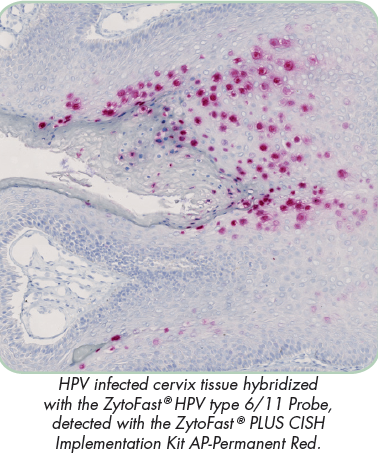 HPV infected cervix tissue hybridized
with the ZytoFast® HPV type 6/11 Probe,
detected with the ZytoFast® PLUS CISH
Implementation Kit AP-Permanent Red.